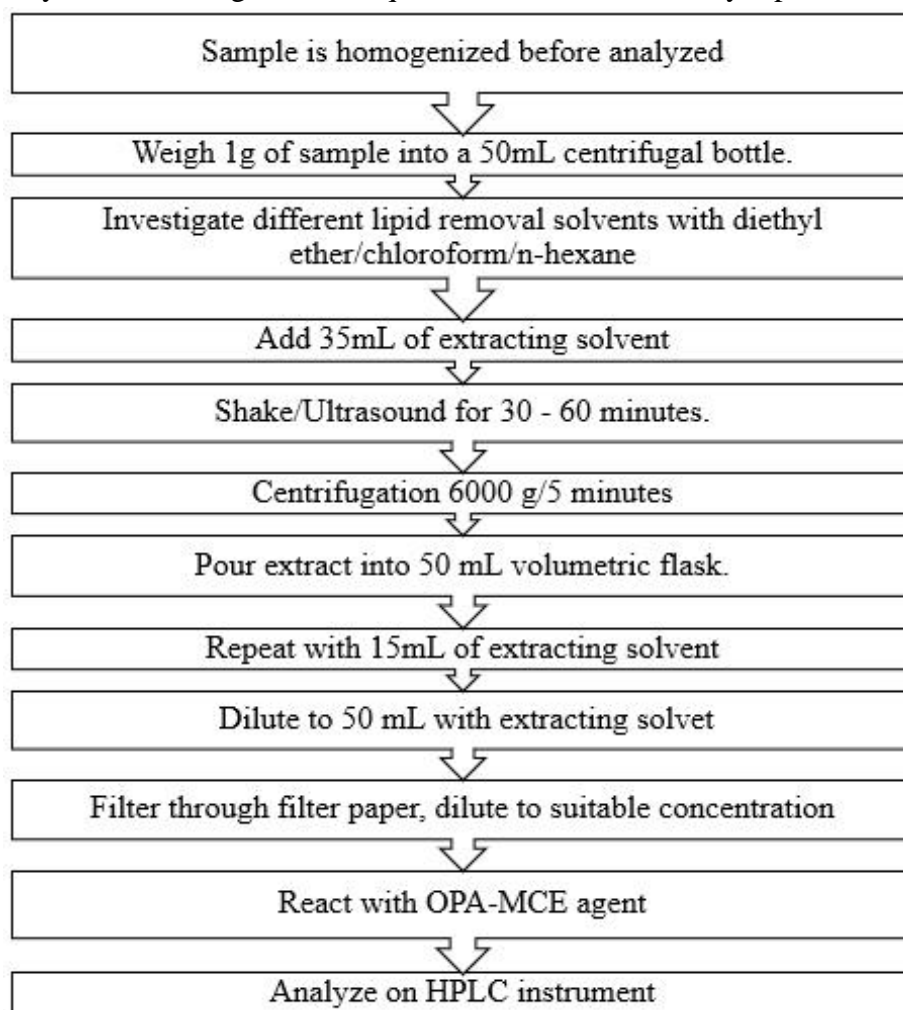 Sample is homogenized before analyzed
Weigh 1g of sample into a 50mL centrifugal bottle.
Investigate different lipid removal solvents with diethyl
ether/chloroform/n-hexane
Add 35mL of extracting solvent
Shake/Ultrasound for 30 - 60 minutes.
Centrifugation 6000 g/5 minutes
Pour extract into 50 mL volumetric flask.
Repeat with 15mL of extracting solvent
Dilute to 50 mL with extracting solvet
Filter through filter paper, dilute to suitable concentration
React with OPA-MCE agent
Analyze on HPLC instrument